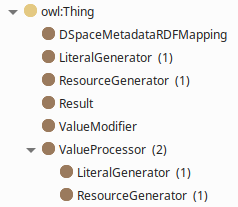 owl:Thing
DSpaceMetadataRDFMapping
LiteralGenerator (1)
ResourceGenerator (1)
Result
ValueModifier
ValueProcessor (2)
LiteralGenerator (1)
ResourceGenerator (1)